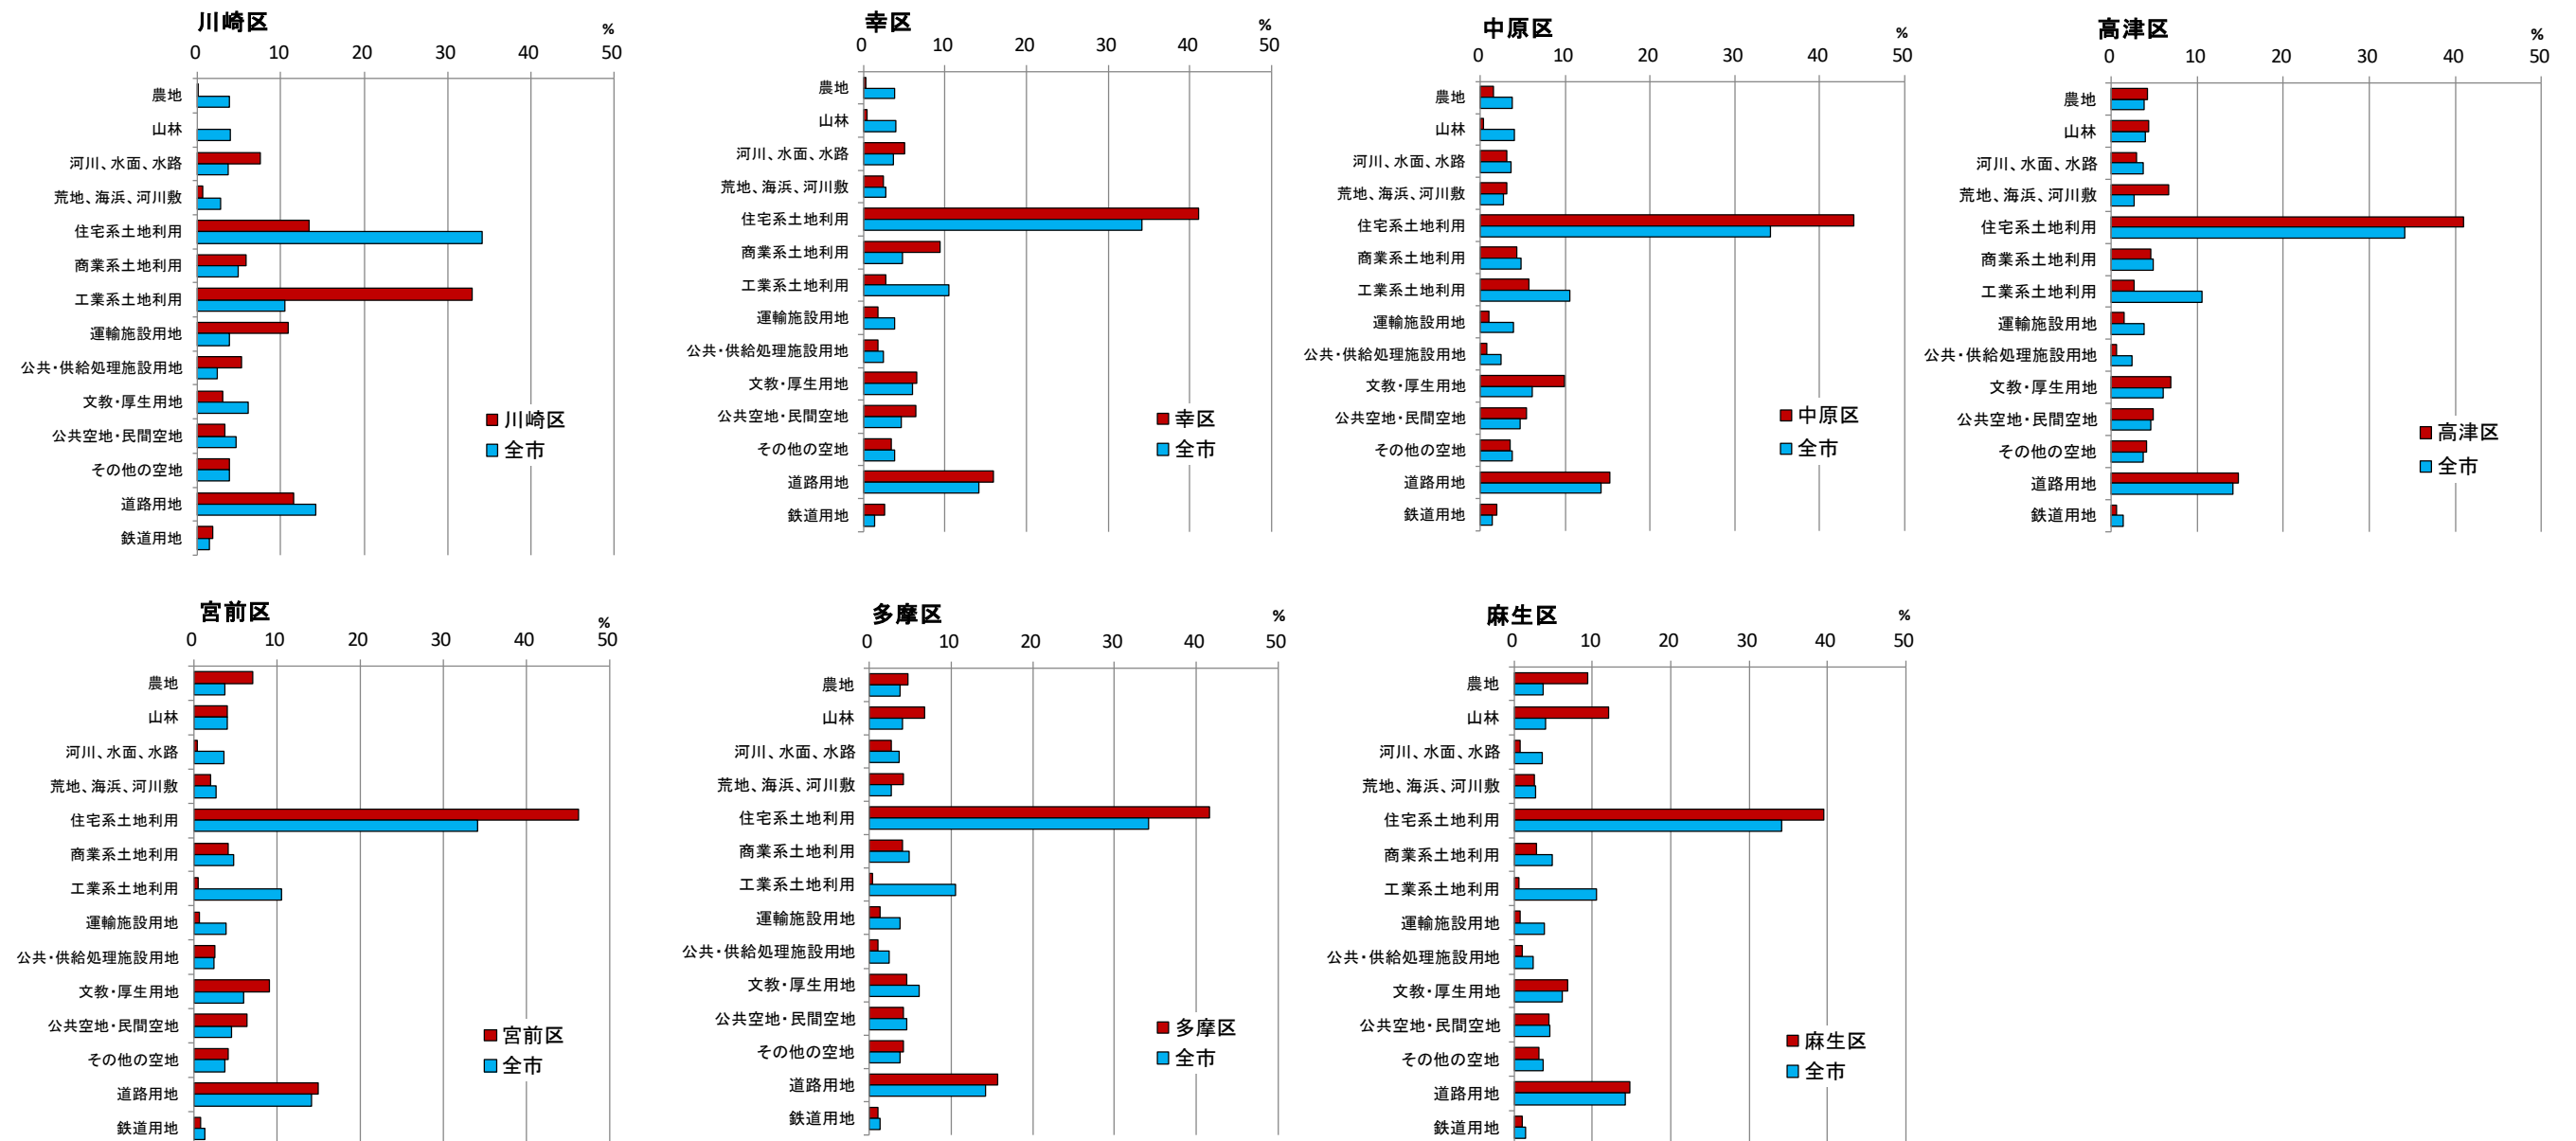 川崎区
%
0 10 20 30 40 50
農地
山林
河川、水面、水路
荒地、海浜、河川敷
住宅系土地利用
商業系土地利用
工業系土地利用
運輸施設用地
公共・供給処理施設用地
文教・厚生用地
公共空地・民間空地
その他の空地
道路用地
鉄道用地
川崎区
全市
幸区
%
0 10 20 30 40 50
農地
山林
河川、水面、水路
荒地、海浜、河川敷
住宅系土地利用
商業系土地利用
工業系土地利用
運輸施設用地
公共・供給処理施設用地
文教・厚生用地
公共空地・民間空地
その他の空地
道路用地
鉄道用地
幸区
全市
中原区
%
0 10 20 30 40 50
農地
山林
河川、水面、水路
荒地、海浜、河川敷
住宅系土地利用
商業系土地利用
工業系土地利用
運輸施設用地
公共・供給処理施設用地
文教・厚生用地
公共空地・民間空地
その他の空地
道路用地
鉄道用地
中原区
全市
高津区
%
0 10 20 30 40 50
農地
山林
河川、水面、水路
荒地、海浜、河川敷
住宅系土地利用
商業系土地利用
工業系土地利用
運輸施設用地
公共・供給処理施設用地
文教・厚生用地
公共空地・民間空地
その他の空地
道路用地
鉄道用地
高津区
全市
宮前区
%
0 10 20 30 40 50
農地
山林
河川、水面、水路
荒地、海浜、河川敷
住宅系土地利用
商業系土地利用
工業系土地利用
運輸施設用地
公共・供給処理施設用地
文教・厚生用地
公共空地・民間空地
その他の空地
道路用地
鉄道用地
宮前区
全市
多摩区
%
0 10 20 30 40 50
農地
山林
河川、水面、水路
荒地、海浜、河川敷
住宅系土地利用
商業系土地利用
工業系土地利用
運輸施設用地
公共・供給処理施設用地
文教・厚生用地
公共空地・民間空地
その他の空地
道路用地
鉄道用地
多摩区
全市
麻生区
%
0 10 20 30 40 50
農地
山林
河川、水面、水路
荒地、海浜、河川敷
住宅系土地利用
商業系土地利用
工業系土地利用
運輸施設用地
公共・供給処理施設用地
文教・厚生用地
公共空地・民間空地
その他の空地
道路用地
鉄道用地
麻生区
全市